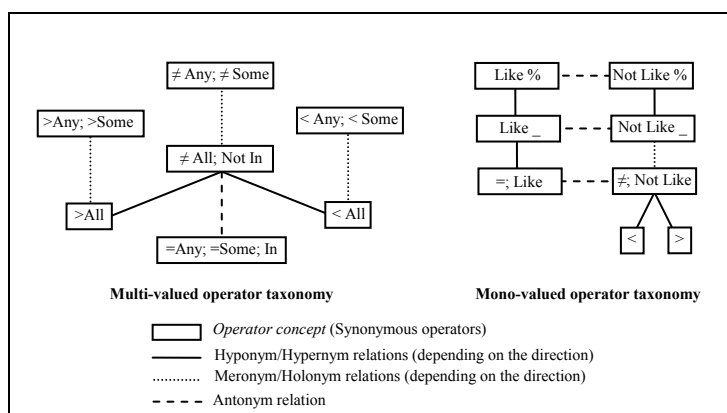 ≠ Any; ≠ Some
>Any; >Some
< Any; < Some
≠ All; Not In
>All
< All
=Any; =Some; In
Like %
Not Like %
Like _
Not Like _
=; Like
≠; Not Like
<
>
Multi-valued operator taxonomy
Mono-valued operator taxonomy
Operator concept (Synonymous operators)
Hyponym/Hypernym relations (depending on the direction)
Meronym/Holonym relations (depending on the direction)
Antonym relation